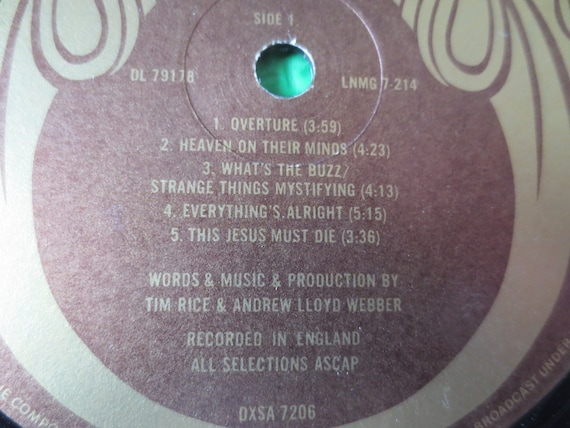 SIDE 1
DL 79178
LNMG 7-214
1. OVERTURE (3:59)
2. HEAVEN ON THEIR MINDS (4:23)
3. WHAT'S THE BUZZ/
STRANGE THINGS MYSTIFYING (4:13)
4. EVERYTHING'S ALRIGHT (5:15)
5. THIS JESUS MUST DIE (3:36)
WORDS & MUSIC & PRODUCTION BY
TIM RICE & ANDREW LLOYD WEBBER
RECORDED IN ENGLAND
ALL SELECTIONS ASCAP
DXSA 7206
BROADCAST UNDER